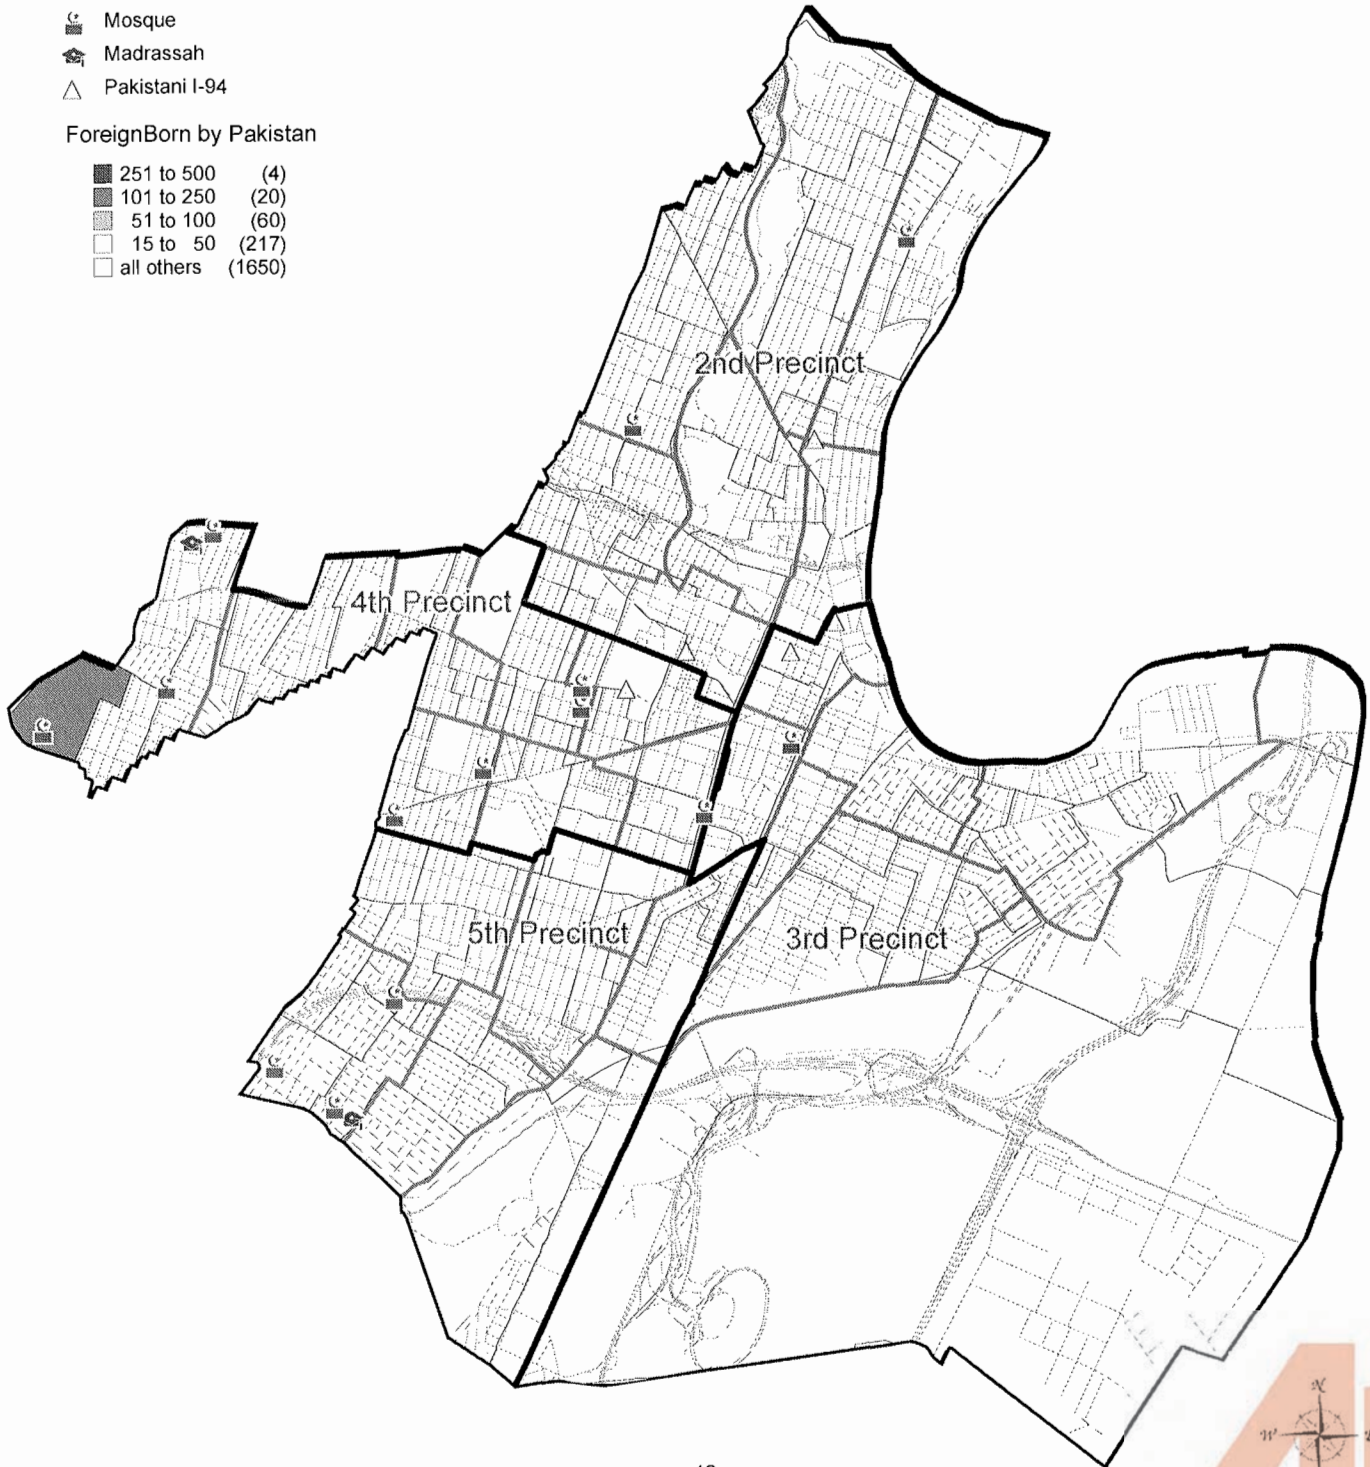 Mosque
Madrassah
Pakistani I-94
ForeignBorn by Pakistan
251 to 500 (4)
101 to 250 (20)
51 to 100 (60)
15 to 50 (217)
all others (1650)
2nd Precinct
4th Precinct
5th Precinct
3rd Precinct
N
W